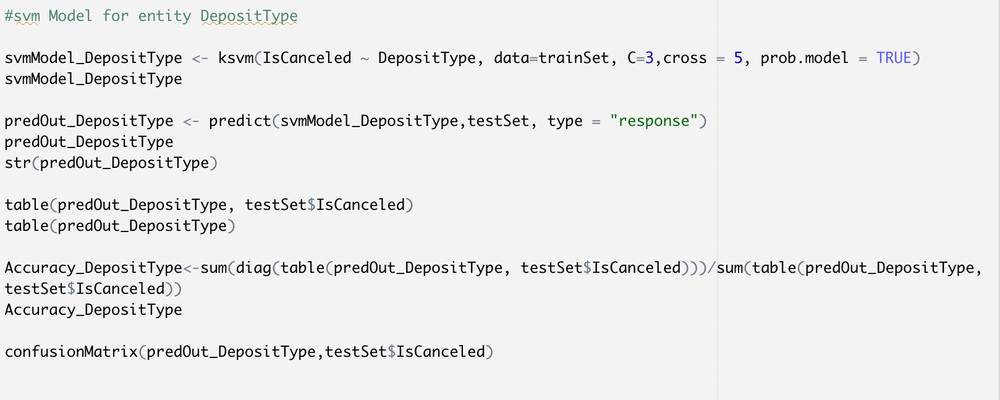 #svm Model for entity DepositType
svmModel_DepositType <- ksvm(IsCanceled ~ DepositType, data=trainSet, C=3,cross = 5, prob.model = TRUE)
svmModel_DepositType
predOut_DepositType <- predict(svmModel_DepositType,testSet, type = "response")
predOut_DepositType
str(predOut_DepositType)
table(predOut_DepositType, testSet$IsCanceled)
table(predOut_DepositType)
Accuracy_DepositType<-sum(diag(table(predOut_DepositType, testSet$IsCanceled)))/sum(table(predOut_DepositType,
testSet$IsCanceled))
Accuracy_DepositType
confusionMatrix(predOut_DepositType,testSet$IsCanceled)